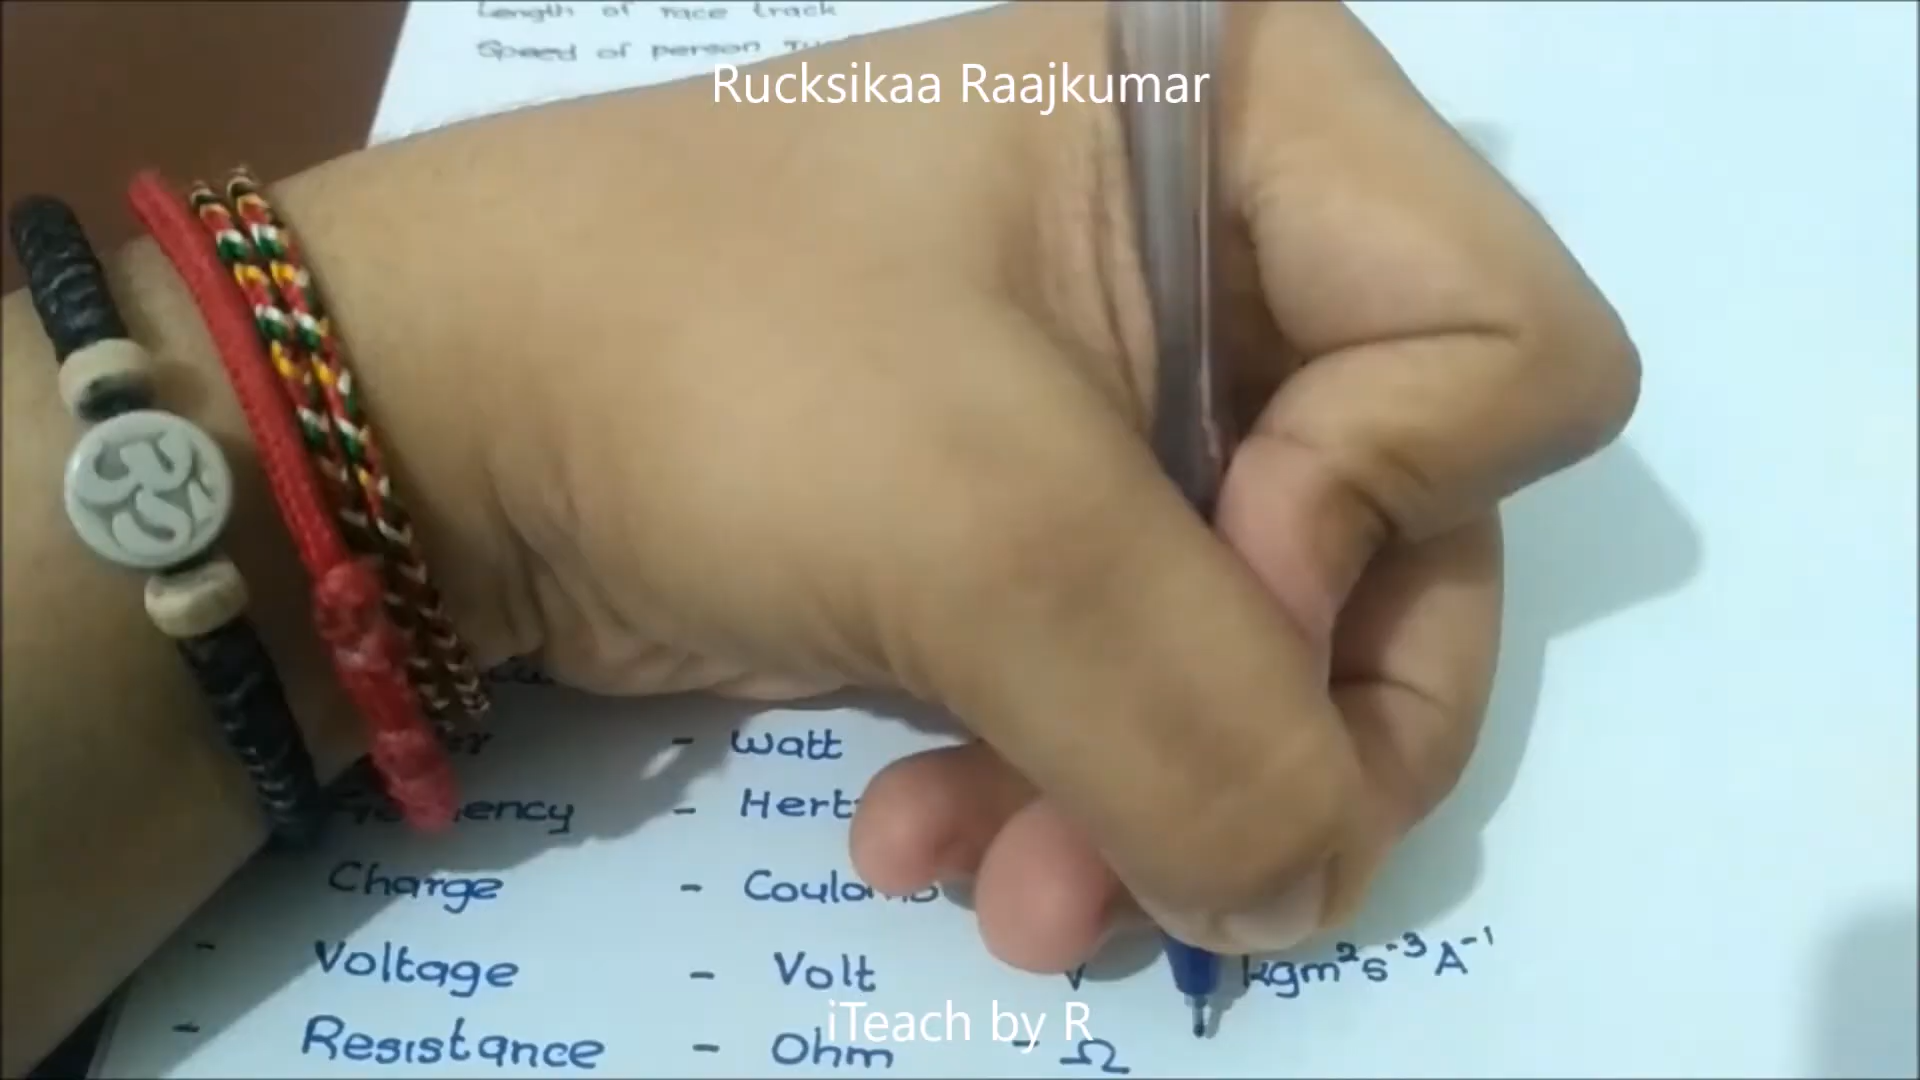 Length of race track
Speed of person
Rucksikaa Raajkumar
- Watt
- Hert
Charge - Coulomb
- Voltage - Volt V kgm²s⁻³A⁻¹
iTeach by R
- Resistance - Ohm - Ω